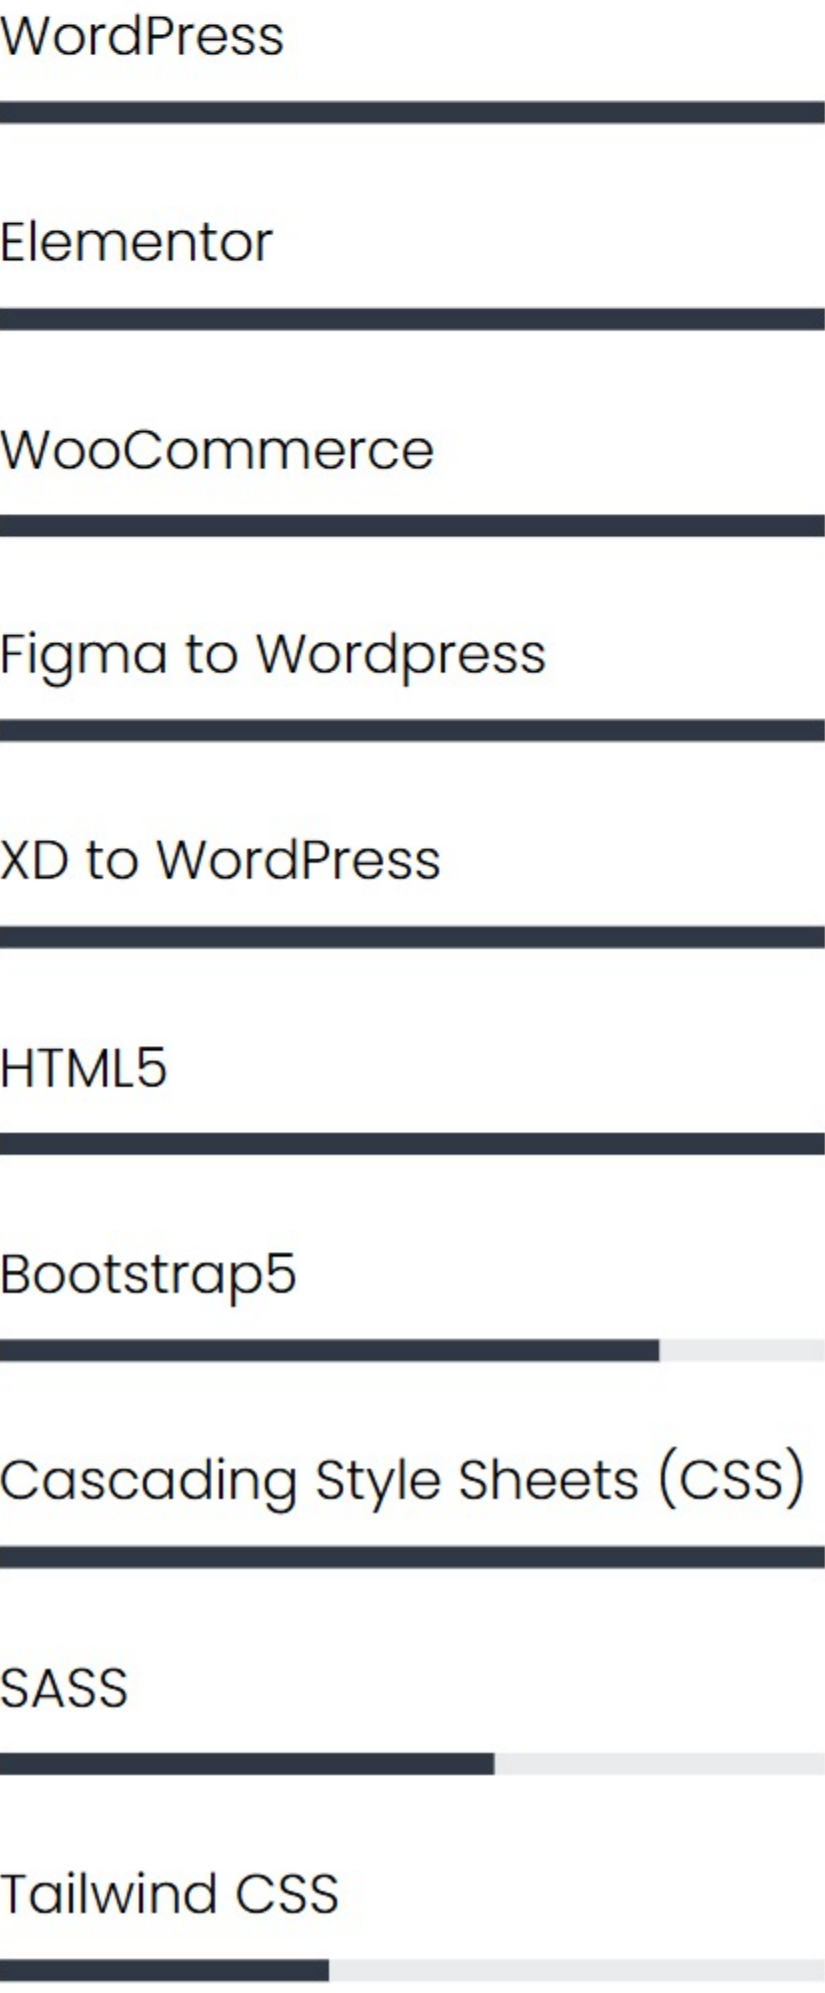 WordPress
Elementor
WooCommerce
Figma to Wordpress
XD to WordPress
HTML5
Bootstrap5
Cascading Style Sheets (CSS)
SASS
Tailwind CSS